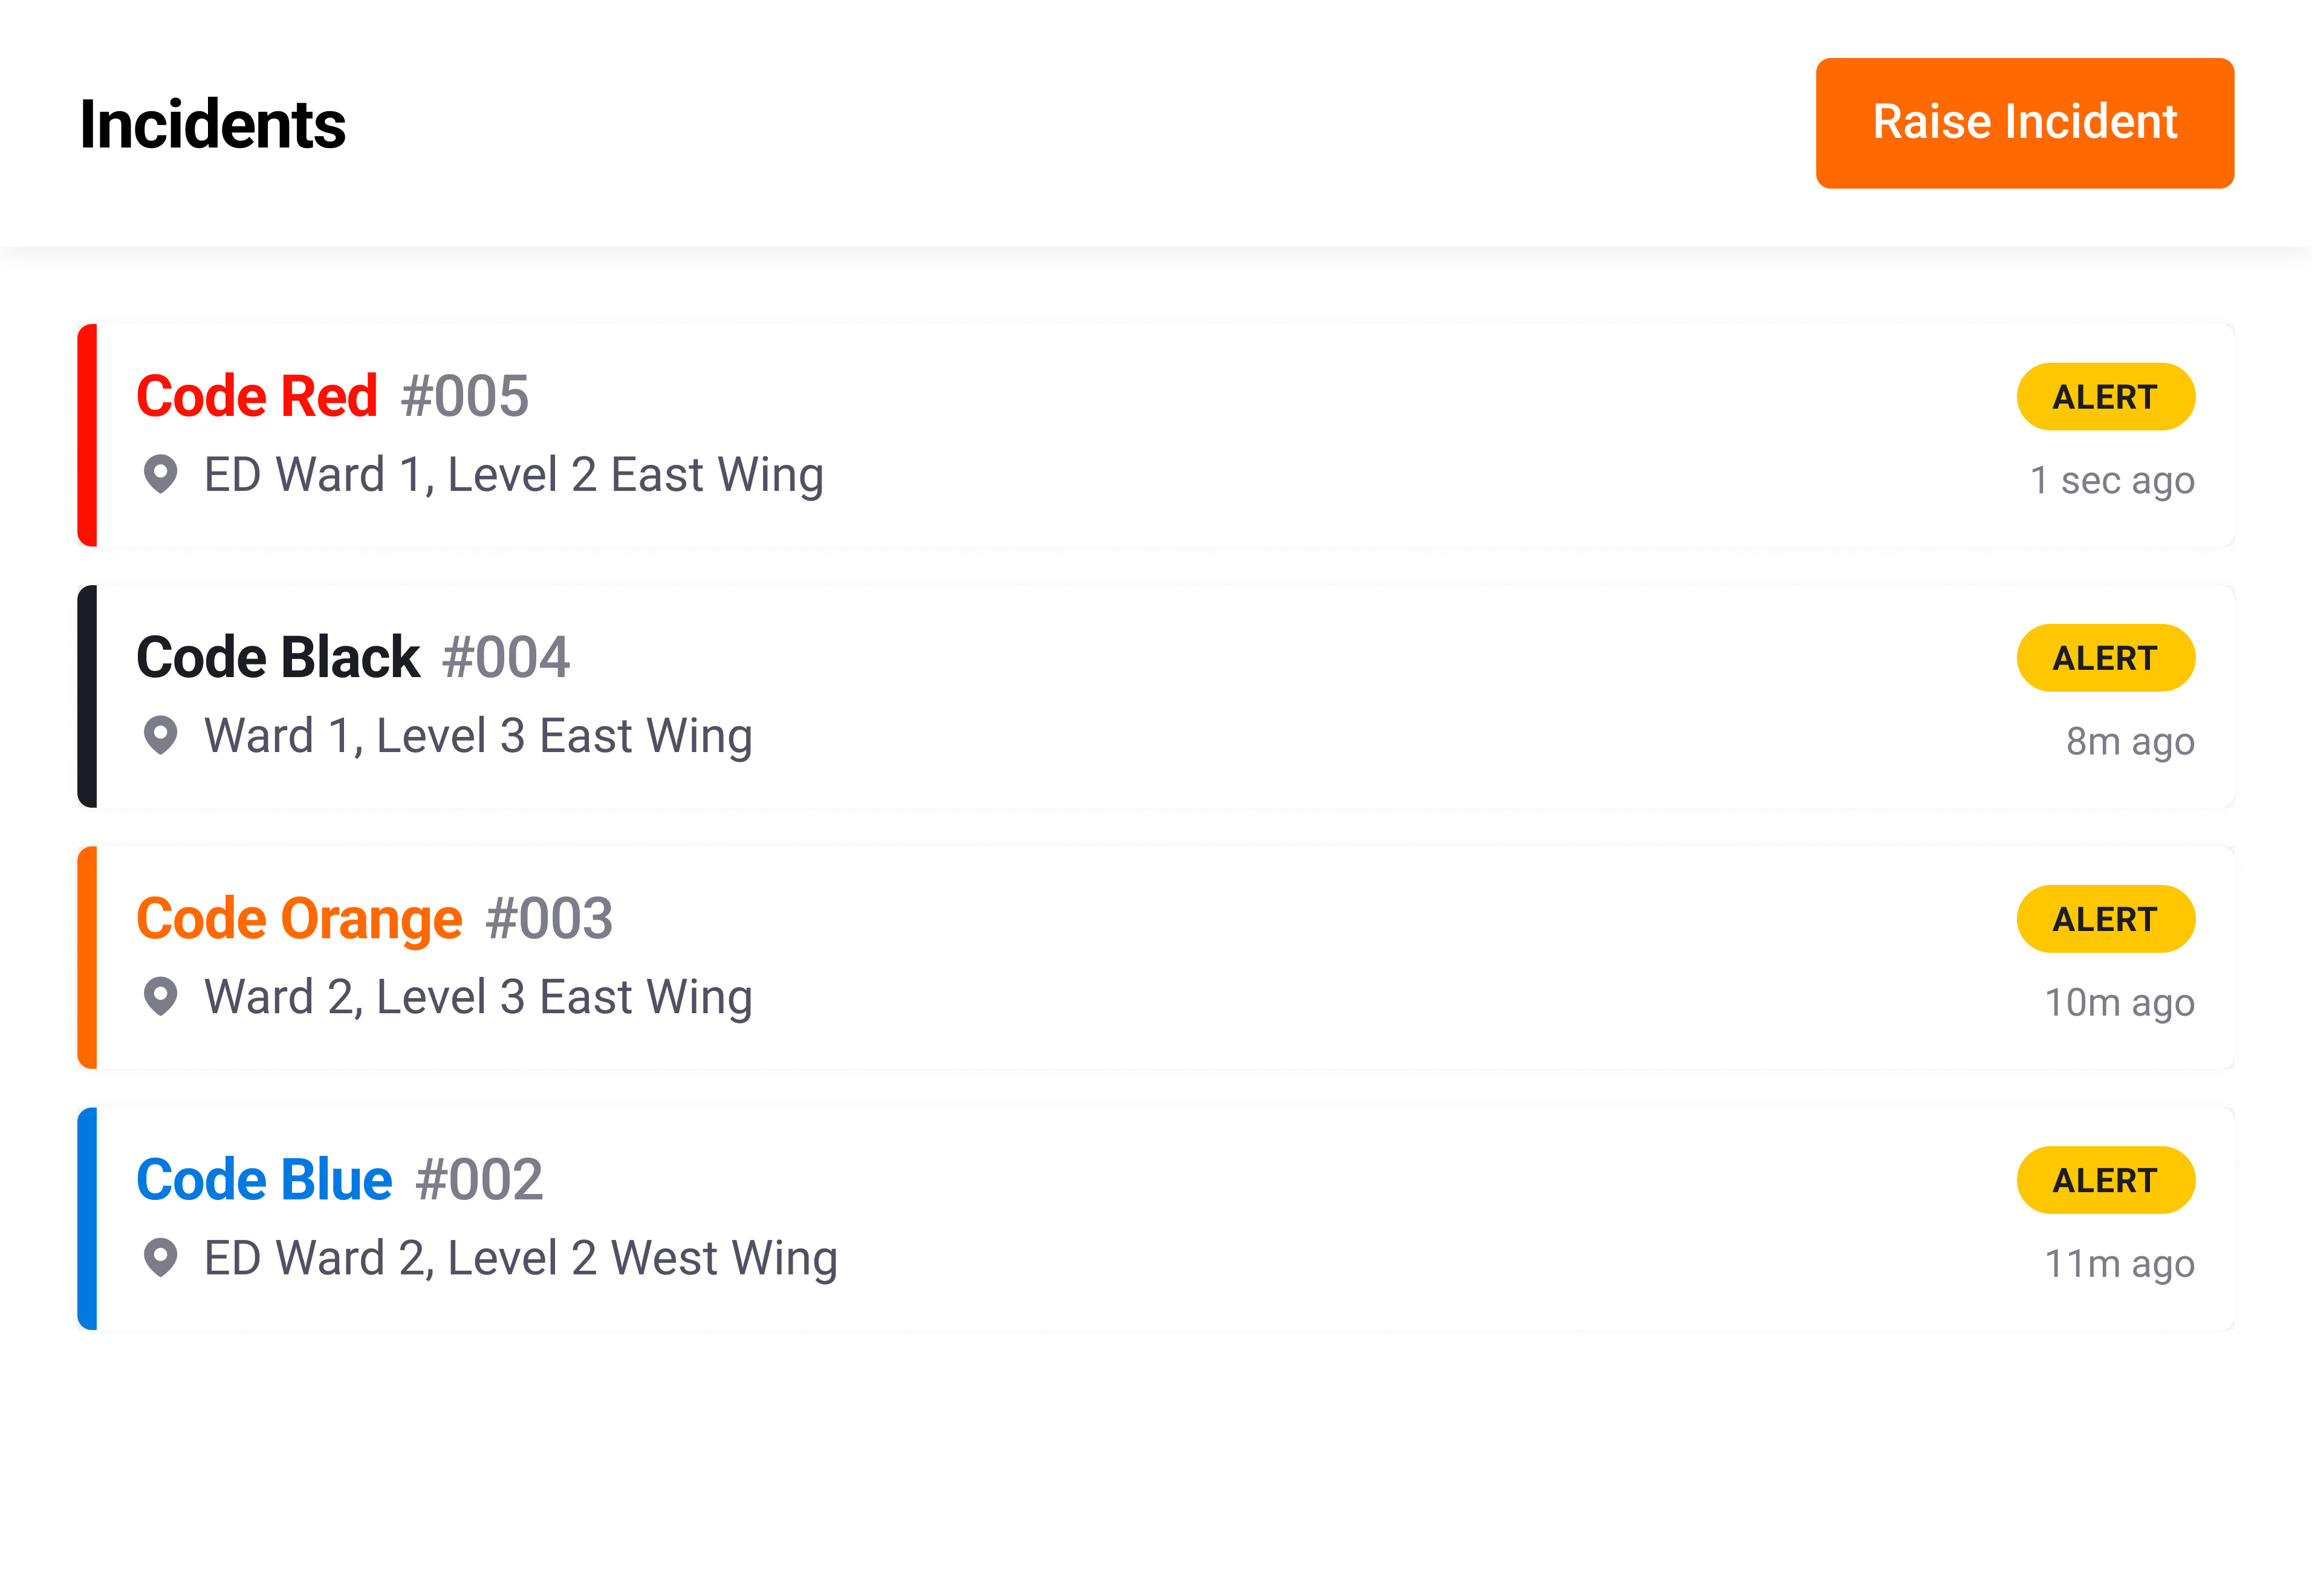 Incidents
Raise Incident
Code Red #005
ALERT
ED Ward 1, Level 2 East Wing
1 sec ago
Code Black #004
ALERT
Ward 1, Level 3 East Wing
8m ago
Code Orange #003
ALERT
Ward 2, Level 3 East Wing
10m ago
Code Blue #002
ALERT
ED Ward 2, Level 2 West Wing
11m ago